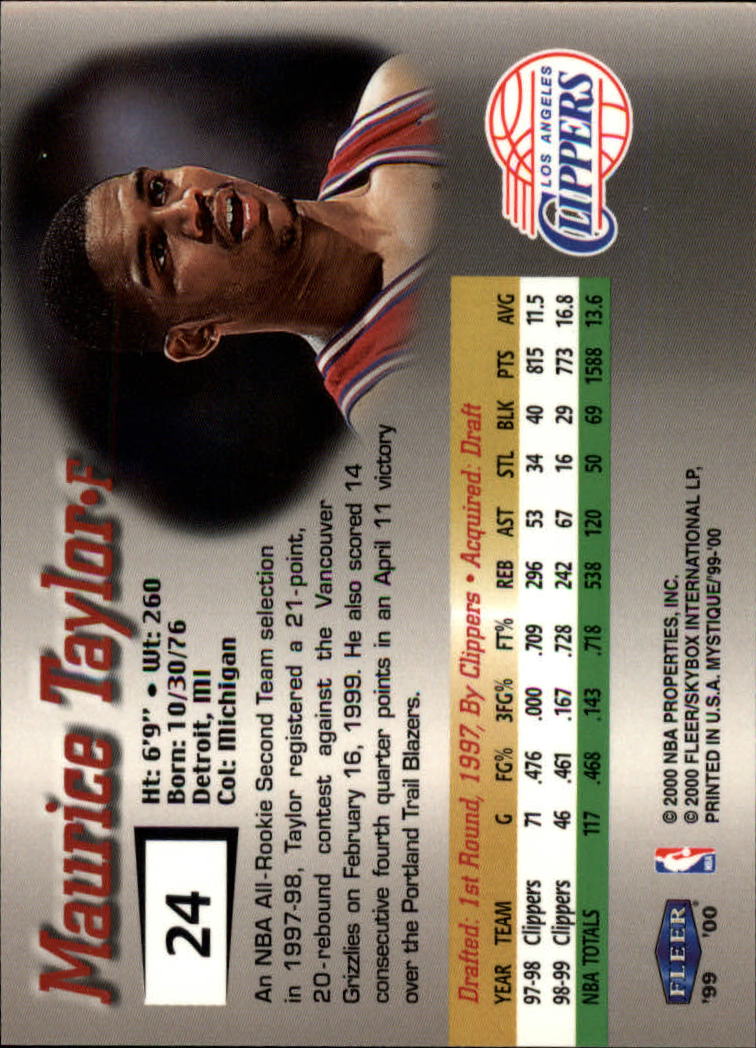 Maurice Taylor•F
24
Ht: 6'9" • Wt: 260
Born: 10/30/76
Detroit, MI
Col: Michigan
An NBA All-Rookie Second Team selection
in 1997-98, Taylor registered a 21-point,
20-rebound contest against the Vancouver
Grizzlies on February 16, 1999. He also scored 14
consecutive fourth quarter points in an April 11 victory
over the Portland Trail Blazers.
LOS ANGELES
CLIPPERS
Drafted: 1st Round, 1997, By Clippers • Acquired: Draft
YEAR TEAM G FG% 3FG% FT% REB AST STL BLK PTS AVG
97-98 Clippers 71 .476 .000 .709 296 53 34 40 815 11.5
98-99 Clippers 46 .461 .167 .728 242 67 16 29 773 16.8
NBA TOTALS 117 .468 .143 .718 538 120 50 69 1588 13.6
FLEER
'99 '00
NBA
© 2000 NBA PROPERTIES, INC.
© 2000 FLEER/SKYBOX INTERNATIONAL LP,
PRINTED IN U.S.A. MYSTIQUE/'99-'00